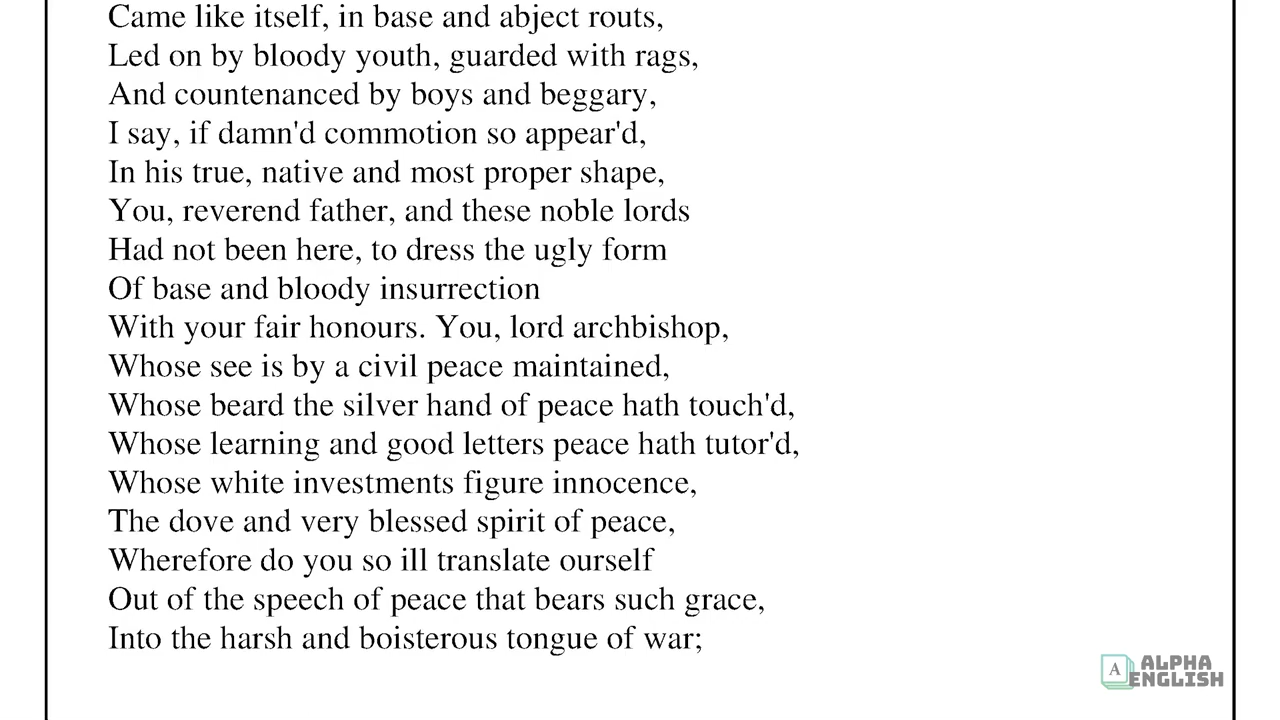 Came like itself, in base and abject routs,
Led on by bloody youth, guarded with rags,
And countenanced by boys and beggary,
I say, if damn'd commotion so appear'd,
In his true, native and most proper shape,
You, reverend father, and these noble lords
Had not been here, to dress the ugly form
Of base and bloody insurrection
With your fair honours. You, lord archbishop,
Whose see is by a civil peace maintained,
Whose beard the silver hand of peace hath touch'd,
Whose learning and good letters peace hath tutor'd,
Whose white investments figure innocence,
The dove and very blessed spirit of peace,
Wherefore do you so ill translate ourself
Out of the speech of peace that bears such grace,
Into the harsh and boisterous tongue of war;
A ALPHA
ENGLISH